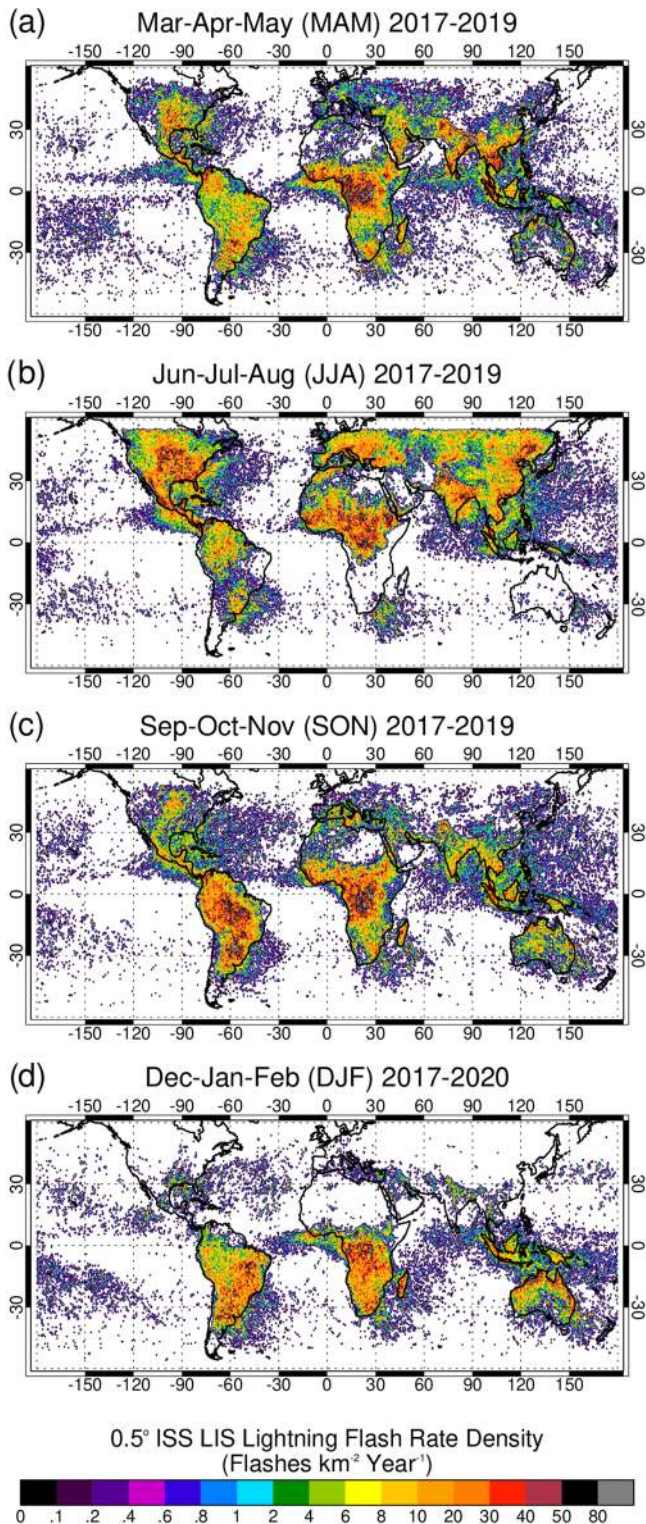 (a)
Mar-Apr-May (MAM) 2017-2019
-150 -120 -90 -60 -30 0 30 60 90 120 150
30 30
0 0
-30 -30
-150 -120 -90 -60 -30 0 30 60 90 120 150
(b)
Jun-Jul-Aug (JJA) 2017-2019
-150 -120 -90 -60 -30 0 30 60 90 120 150
30 30
0 0
-30 -30
-150 -120 -90 -60 -30 0 30 60 90 120 150
(c)
Sep-Oct-Nov (SON) 2017-2019
-150 -120 -90 -60 -30 0 30 60 90 120 150
30 30
0 0
-30 -30
-150 -120 -90 -60 -30 0 30 60 90 120 150
(d)
Dec-Jan-Feb (DJF) 2017-2020
-150 -120 -90 -60 -30 0 30 60 90 120 150
30 30
0 0
-30 -30
-150 -120 -90 -60 -30 0 30 60 90 120 150
0.5° ISS LIS Lightning Flash Rate Density
(Flashes km⁻² Year⁻¹)
0 .1 .2 .4 .6 .8 1 2 4 6 8 10 20 30 40 50 80